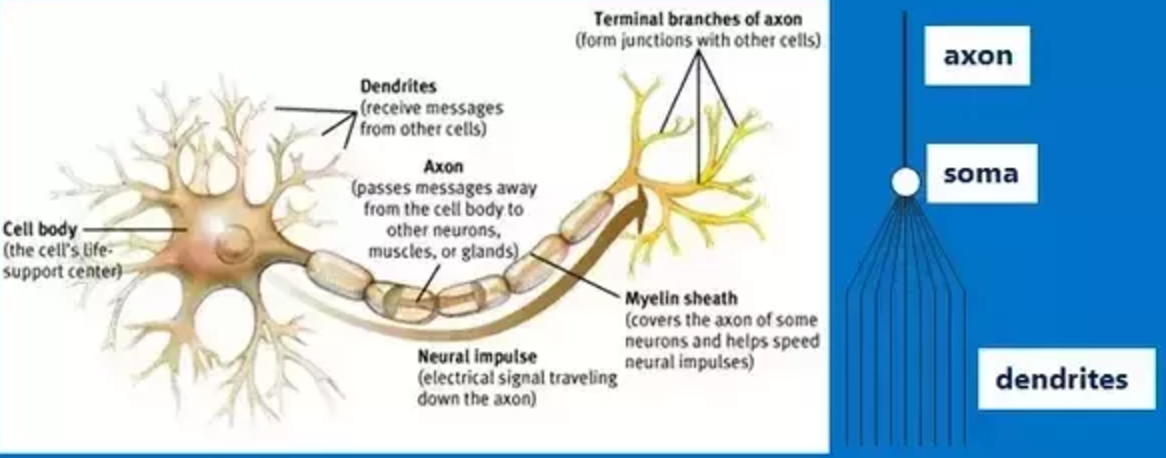 Terminal branches of axon
(form junctions with other cells)
Dendrites
(receive messages
from other cells)
Axon
(passes messages away
from the cell body to
other neurons,
muscles, or glands)
Cell body
(the cell's life-
support center)
Myelin sheath
(covers the axon of some
neurons and helps speed
neural impulses)
Neural impulse
(electrical signal traveling
down the axon)
axon
soma
dendrites